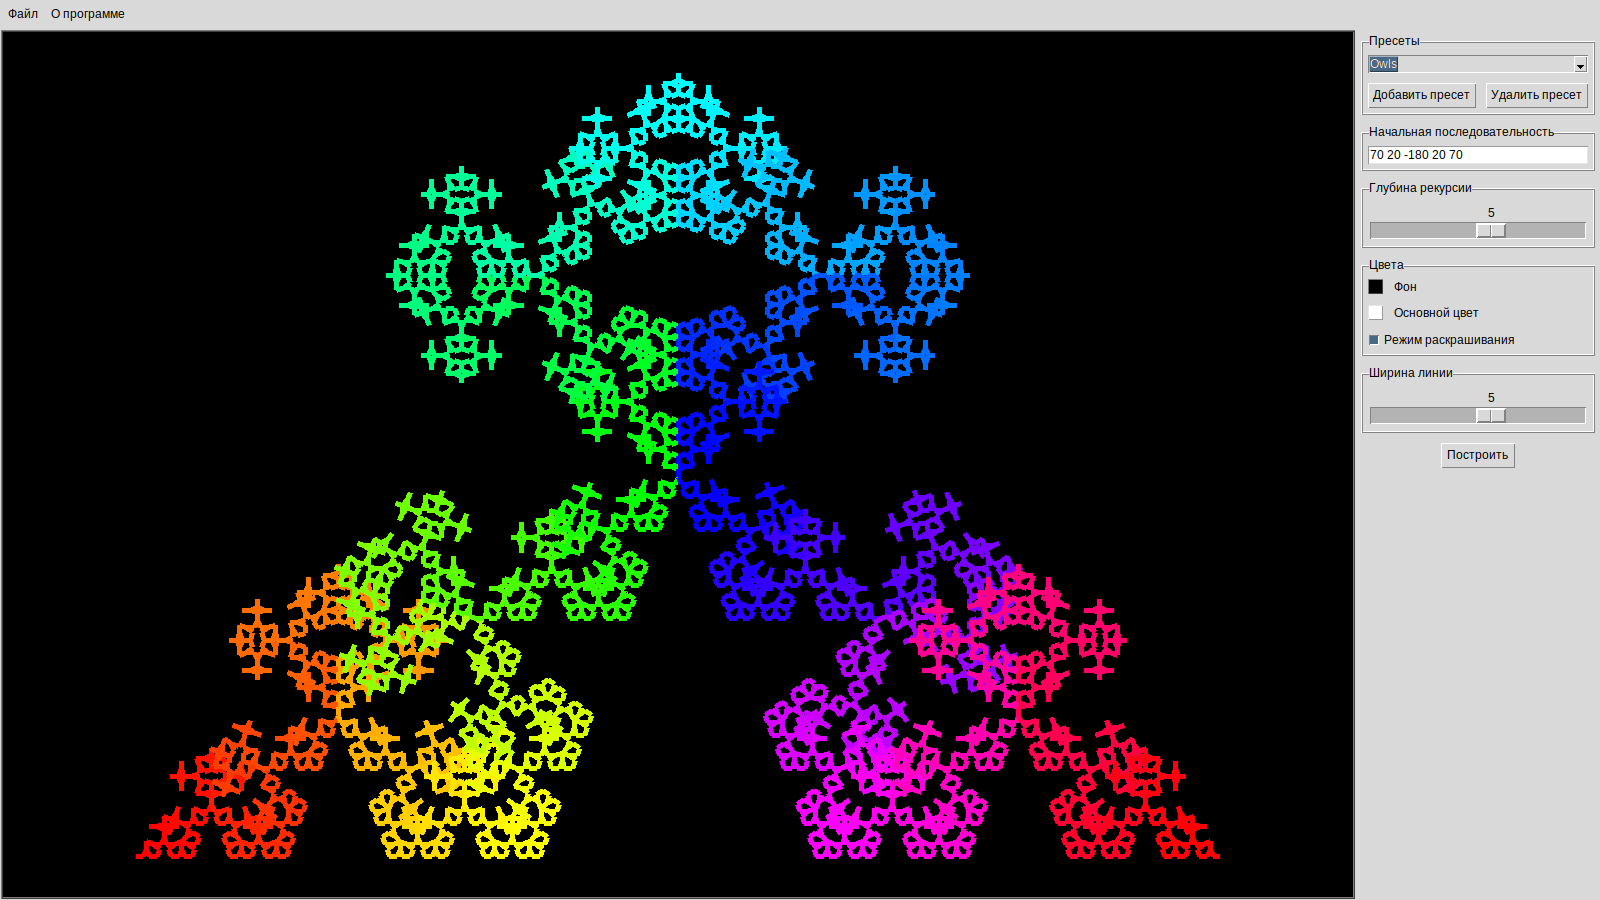 Файл О программе
Пресеты
Owls
Добавить пресет Удалить пресет
Начальная последовательность
70 20 -180 20 70
Глубина рекурсии
5
Цвета
Фон
Основной цвет
Режим раскрашивания
Ширина линии
5
Построить